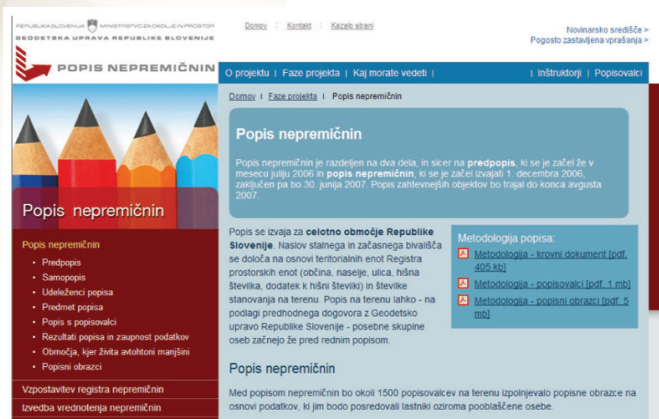 REPUBLIKA SLOVENIJA MINISTRSTVO ZA OKOLJE IN PROSTOR
GEODETSKA UPRAVA REPUBLIKE SLOVENIJE
Domov : Kontakt : Kazalo strani
Novinarsko središče >
Pogosto zastavljena vprašanja >
POPIS NEPREMIČNIN
O projektu | Faze projekta | Kaj morate vedeti |
| Inštruktorji | Popisovalci
Domov | Faze projekta | Popis nepremičnin
Popis nepremičnin
Popis nepremičnin je razdeljen na dva dela, in sicer na predpopis, ki se je začel že v
mesecu juliju 2006 in popis nepremičnin, ki se je začel izvajati 1. decembra 2006,
zaključen pa bo 30. junija 2007. Popis zahtevnejših objektov bo trajal do konca avgusta
2007.
Popis nepremičnin
Popis nepremičnin
• Predpopis
• Samopopis
• Udeleženci popisa
• Predmet popisa
• Popis s popisovalci
• Rezultati popisa in zaupnost podatkov
• Območja, kjer živita avtohtoni manjšini
• Popisni obrazci
Vzpostavitev registra nepremičnin
Izvedba vrednotenja nepremičnin
Popis se izvaja za celotno območje Republike
Slovenije. Naslov stalnega in začasnega bivališča
se določa na osnovi teritorialnih enot Registra
prostorskih enot (občina, naselje, ulica, hišna
številka, dodatek k hišni številki) in številke
stanovanja na terenu. Popis na terenu lahko - na
podlagi predhodnega dogovora z Geodetsko
upravo Republike Slovenije - posebne skupine
oseb začnejo že pred rednim popisom.
Metodologija popisa:
Metodologija - krovni dokument [pdf,
405 kb]
Metodologija - popisovalci [pdf, 1 mb]
Metodologija - popisni obrazci [pdf, 5
mb]
Popis nepremičnin
Med popisom nepremičnin bo okoli 1500 popisovalcev na terenu izpolnjevalo popisne obrazce na
osnovi podatkov, ki jim bodo posredovali lastniki oziroma pooblaščene osebe.